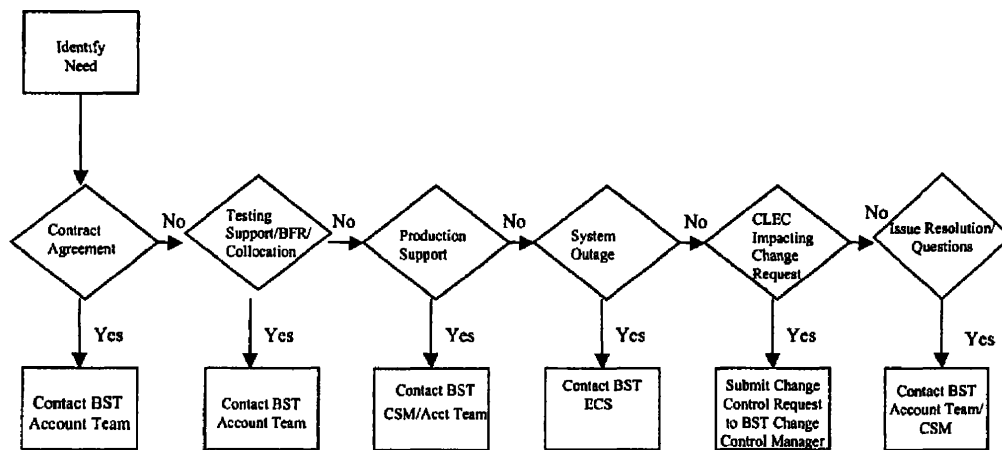 Identify
Need
Contract
Agreement
No
Testing
Support/BFR/
Collocation
No
Production
Support
No
System
Outage
No
CLEC
Impacting
Change
Request
No
Issue Resolution/
Questions
Yes
Yes
Yes
Yes
Yes
Yes
Contact BST
Account Team
Contact BST
Account Team
Contact BST
CSM/Acct Team
Contact BST
ECS
Submit Change
Control Request
to BST Change
Control Manager
Contact BST
Account Team/
CSM